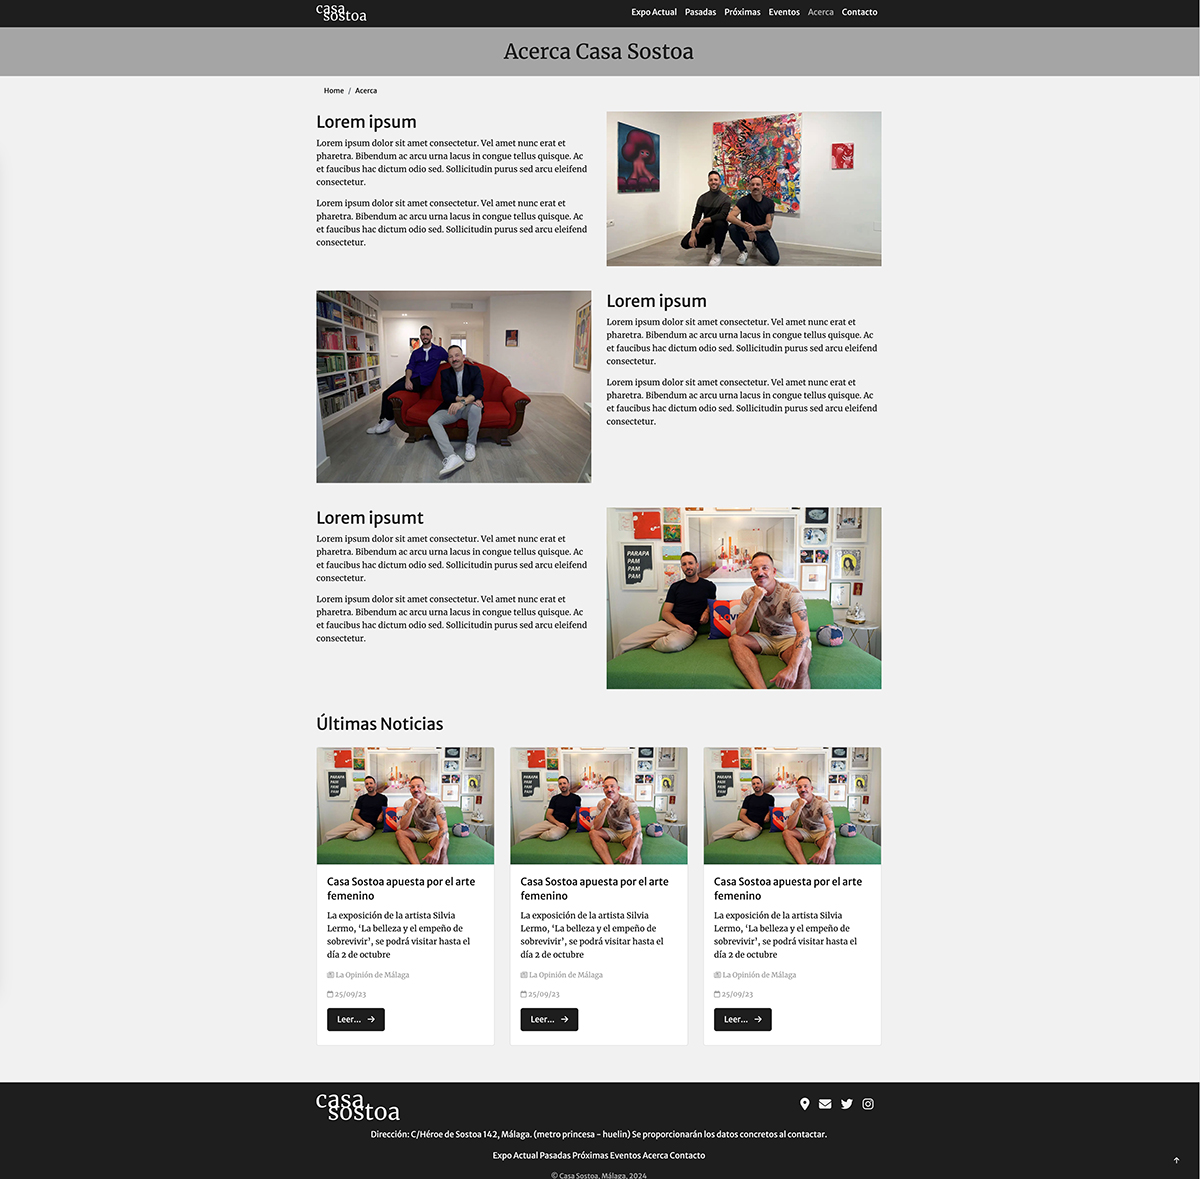 casa
sostoa
Expo Actual Pasadas Próximas Eventos Acerca Contacto
Acerca Casa Sostoa
Home / Acerca
Lorem ipsum
Lorem ipsum dolor sit amet consectetur. Vel amet nunc erat et
pharetra. Bibendum ac arcu urna lacus in congue tellus quisque. Ac
et faucibus hac dictum odio sed. Sollicitudin purus sed arcu eleifend
consectetur.
Lorem ipsum dolor sit amet consectetur. Vel amet nunc erat et
pharetra. Bibendum ac arcu urna lacus in congue tellus quisque. Ac
et faucibus hac dictum odio sed. Sollicitudin purus sed arcu eleifend
consectetur.
Lorem ipsum
Lorem ipsum dolor sit amet consectetur. Vel amet nunc erat et
pharetra. Bibendum ac arcu urna lacus in congue tellus quisque. Ac
et faucibus hac dictum odio sed. Sollicitudin purus sed arcu eleifend
consectetur.
Lorem ipsum dolor sit amet consectetur. Vel amet nunc erat et
pharetra. Bibendum ac arcu urna lacus in congue tellus quisque. Ac
et faucibus hac dictum odio sed. Sollicitudin purus sed arcu eleifend
consectetur.
Lorem ipsumt
Lorem ipsum dolor sit amet consectetur. Vel amet nunc erat et
pharetra. Bibendum ac arcu urna lacus in congue tellus quisque. Ac
et faucibus hac dictum odio sed. Sollicitudin purus sed arcu eleifend
consectetur.
Lorem ipsum dolor sit amet consectetur. Vel amet nunc erat et
pharetra. Bibendum ac arcu urna lacus in congue tellus quisque. Ac
et faucibus hac dictum odio sed. Sollicitudin purus sed arcu eleifend
consectetur.
PARAPA
PAM
PAM
PAM
Últimas Noticias
PARAPA
PAM
PAM
PAM
Casa Sostoa apuesta por el arte
femenino
La exposición de la artista Silvia
Lermo, ‘La belleza y el empeño de
sobrevivir’, se podrá visitar hasta el
día 2 de octubre
La Opinión de Málaga
25/09/23
Leer...
PARAPA
PAM
PAM
PAM
Casa Sostoa apuesta por el arte
femenino
La exposición de la artista Silvia
Lermo, ‘La belleza y el empeño de
sobrevivir’, se podrá visitar hasta el
día 2 de octubre
La Opinión de Málaga
25/09/23
Leer...
PARAPA
PAM
PAM
PAM
Casa Sostoa apuesta por el arte
femenino
La exposición de la artista Silvia
Lermo, ‘La belleza y el empeño de
sobrevivir’, se podrá visitar hasta el
día 2 de octubre
La Opinión de Málaga
25/09/23
Leer...
casa
sostoa
Dirección: C/Héroe de Sostoa 142, Málaga. (metro princesa - huelin) Se proporcionarán los datos concretos al contactar.
Expo Actual Pasadas Próximas Eventos Acerca Contacto
© Casa Sostoa, Málaga, 2024